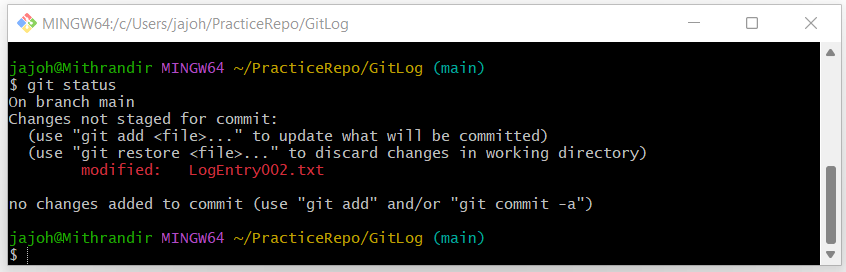 MINGW64:/c/Users/jajoh/PracticeRepo/GitLog
jajoh@Mithrandir MINGW64 ~/PracticeRepo/GitLog (main)
$ git status
On branch main
Changes not staged for commit:
  (use "git add <file>..." to update what will be committed)
  (use "git restore <file>..." to discard changes in working directory)
        modified:   LogEntry002.txt
no changes added to commit (use "git add" and/or "git commit -a")
jajoh@Mithrandir MINGW64 ~/PracticeRepo/GitLog (main)
$